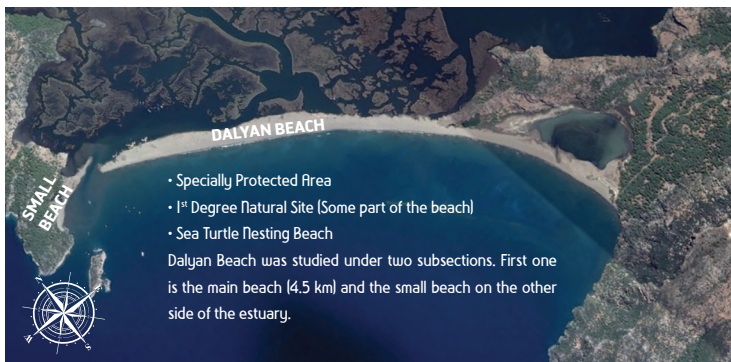 DALYAN BEACH
SMALL
BEACH
• Specially Protected Area
• 1st Degree Natural Site (Some part of the beach)
• Sea Turtle Nesting Beach
Dalyan Beach was studied under two subsections. First one
is the main beach (4.5 km) and the small beach on the other
side of the estuary.